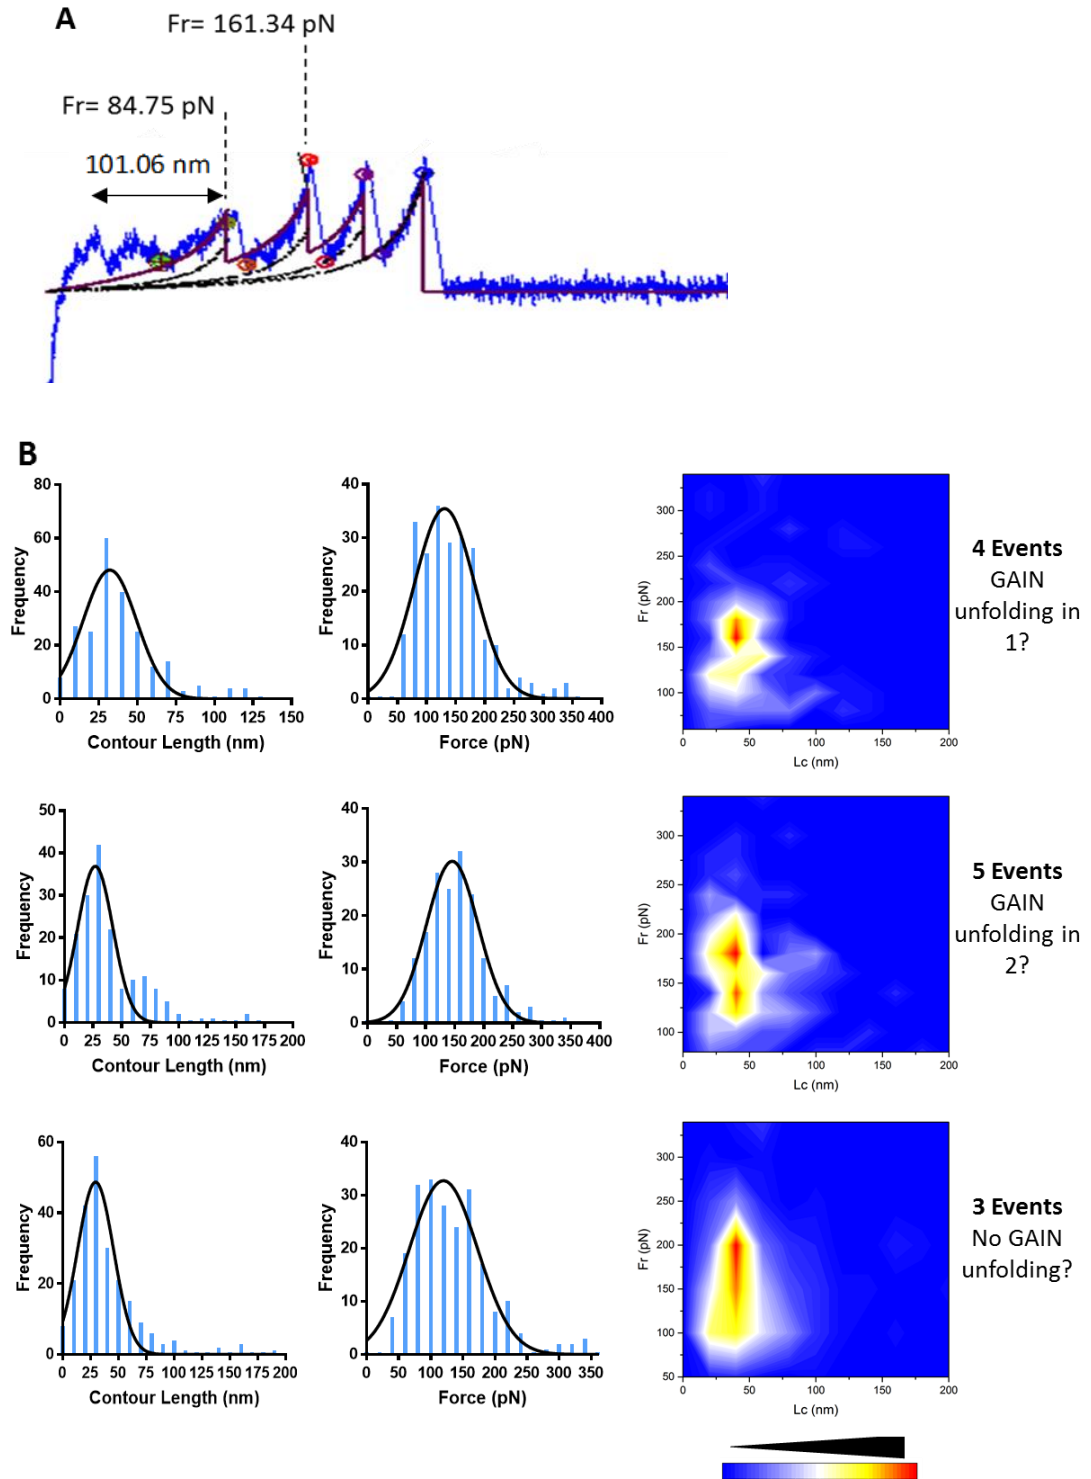 A
Fr= 161.34 pN
Fr= 84.75 pN
101.06 nm
B
80
60
40
20
0
Frequency
0 25 50 75 100 125 150
Contour Length (nm)
40
30
20
10
0
Frequency
0 50 100 150 200 250 300 350 400
Force (pN)
300
250
200
150
100
Fr (pN)
0 50 100 150 200
Lc (nm)
4 Events
GAIN
unfolding in
1?
50
40
30
20
10
0
Frequency
0 25 50 75 100 125 150 175 200
Contour Length (nm)
40
30
20
10
0
Frequency
0 50 100 150 200 250 300 350 400
Force (pN)
300
250
200
150
100
Fr (pN)
0 50 100 150 200
Lc (nm)
5 Events
GAIN
unfolding in
2?
60
40
20
0
Frequency
0 25 50 75 100 125 150 175 200
Contour Length (nm)
40
30
20
10
0
Frequency
0 50 100 150 200 250 300 350
Force (pN)
300
250
200
150
100
50
Fr (pN)
0 50 100 150 200
Lc (nm)
3 Events
No GAIN
unfolding?